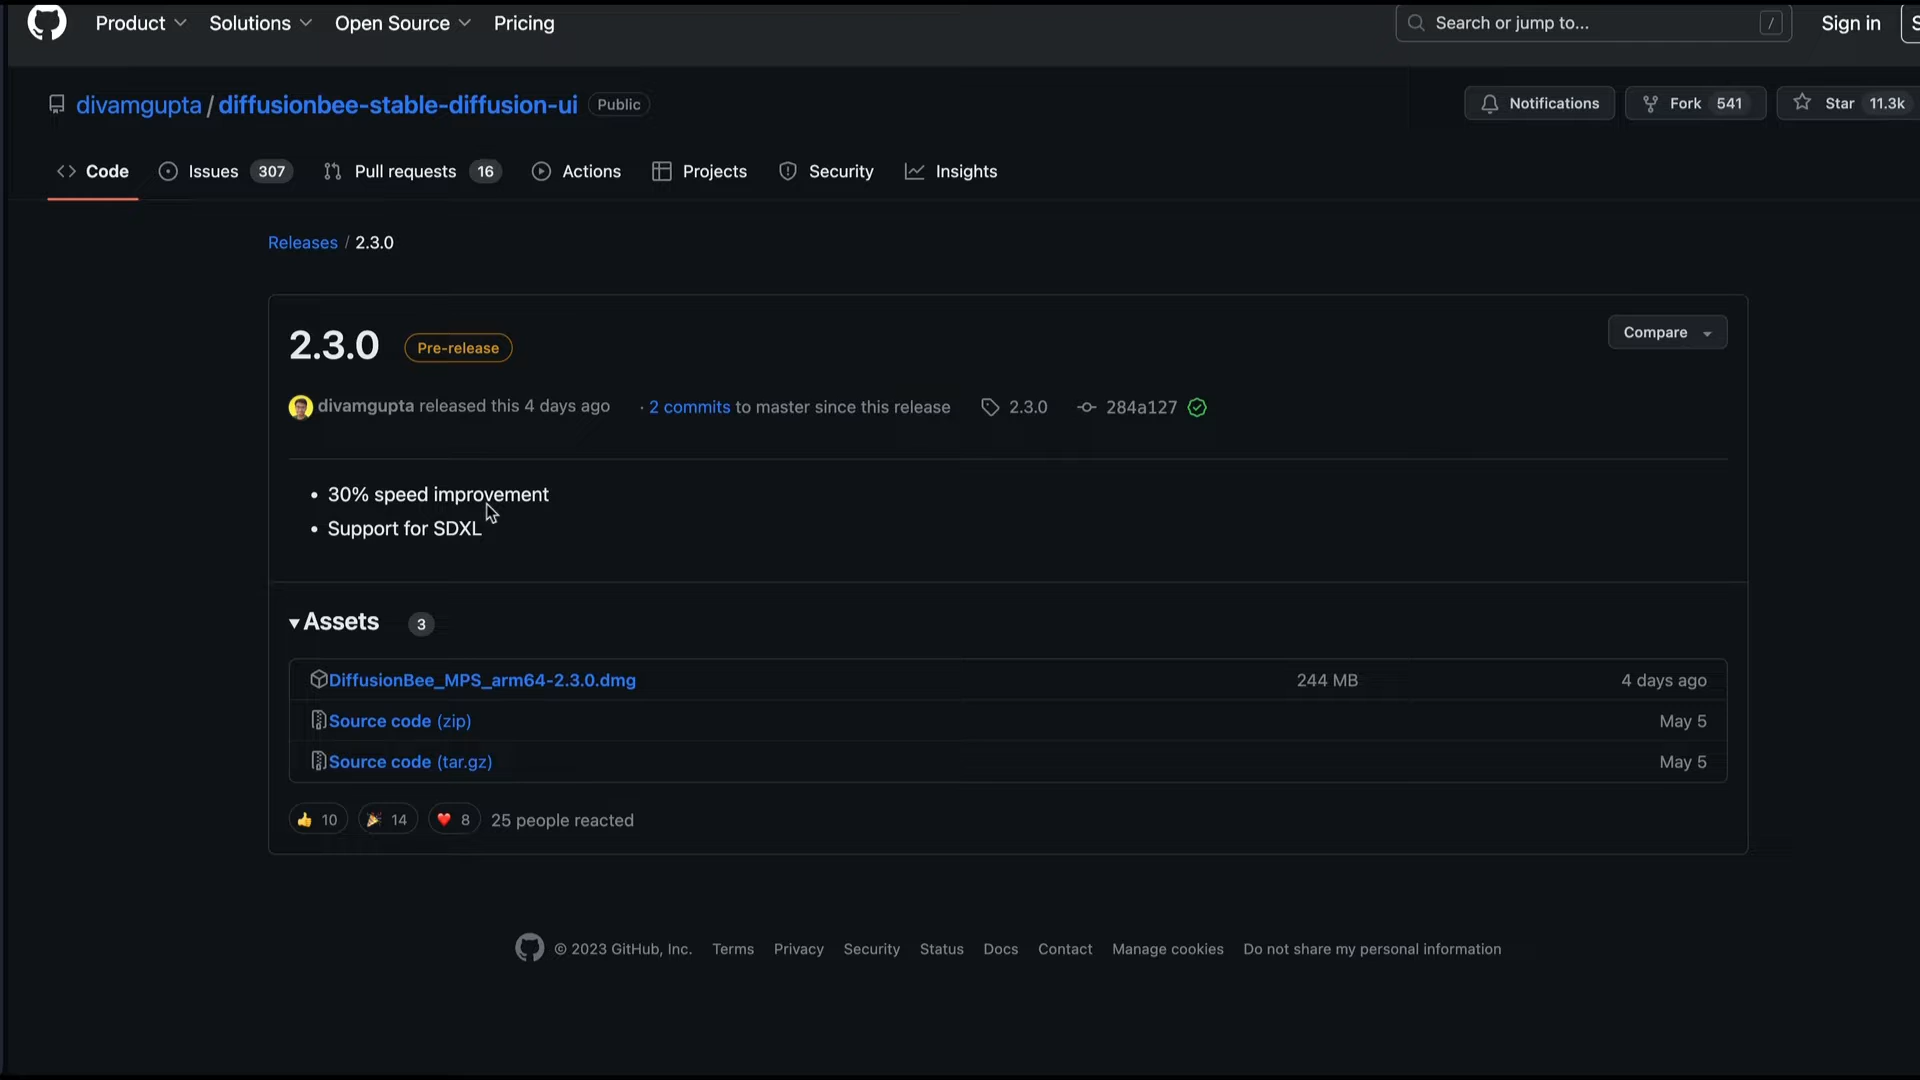 Product Solutions Open Source Pricing Search or jump to... / Sign in
divamgupta / diffusionbee-stable-diffusion-ui Public Notifications Fork 541 Star 11.3k
Code Issues 307 Pull requests 16 Actions Projects Security Insights
Releases / 2.3.0
2.3.0 Pre-release Compare
divamgupta released this 4 days ago · 2 commits to master since this release 2.3.0 284a127
• 30% speed improvement
• Support for SDXL
Assets 3
DiffusionBee_MPS_arm64-2.3.0.dmg 244 MB 4 days ago
Source code (zip) May 5
Source code (tar.gz) May 5
👍 10 🎉 14 ❤️ 8 25 people reacted
© 2023 GitHub, Inc. Terms Privacy Security Status Docs Contact Manage cookies Do not share my personal information